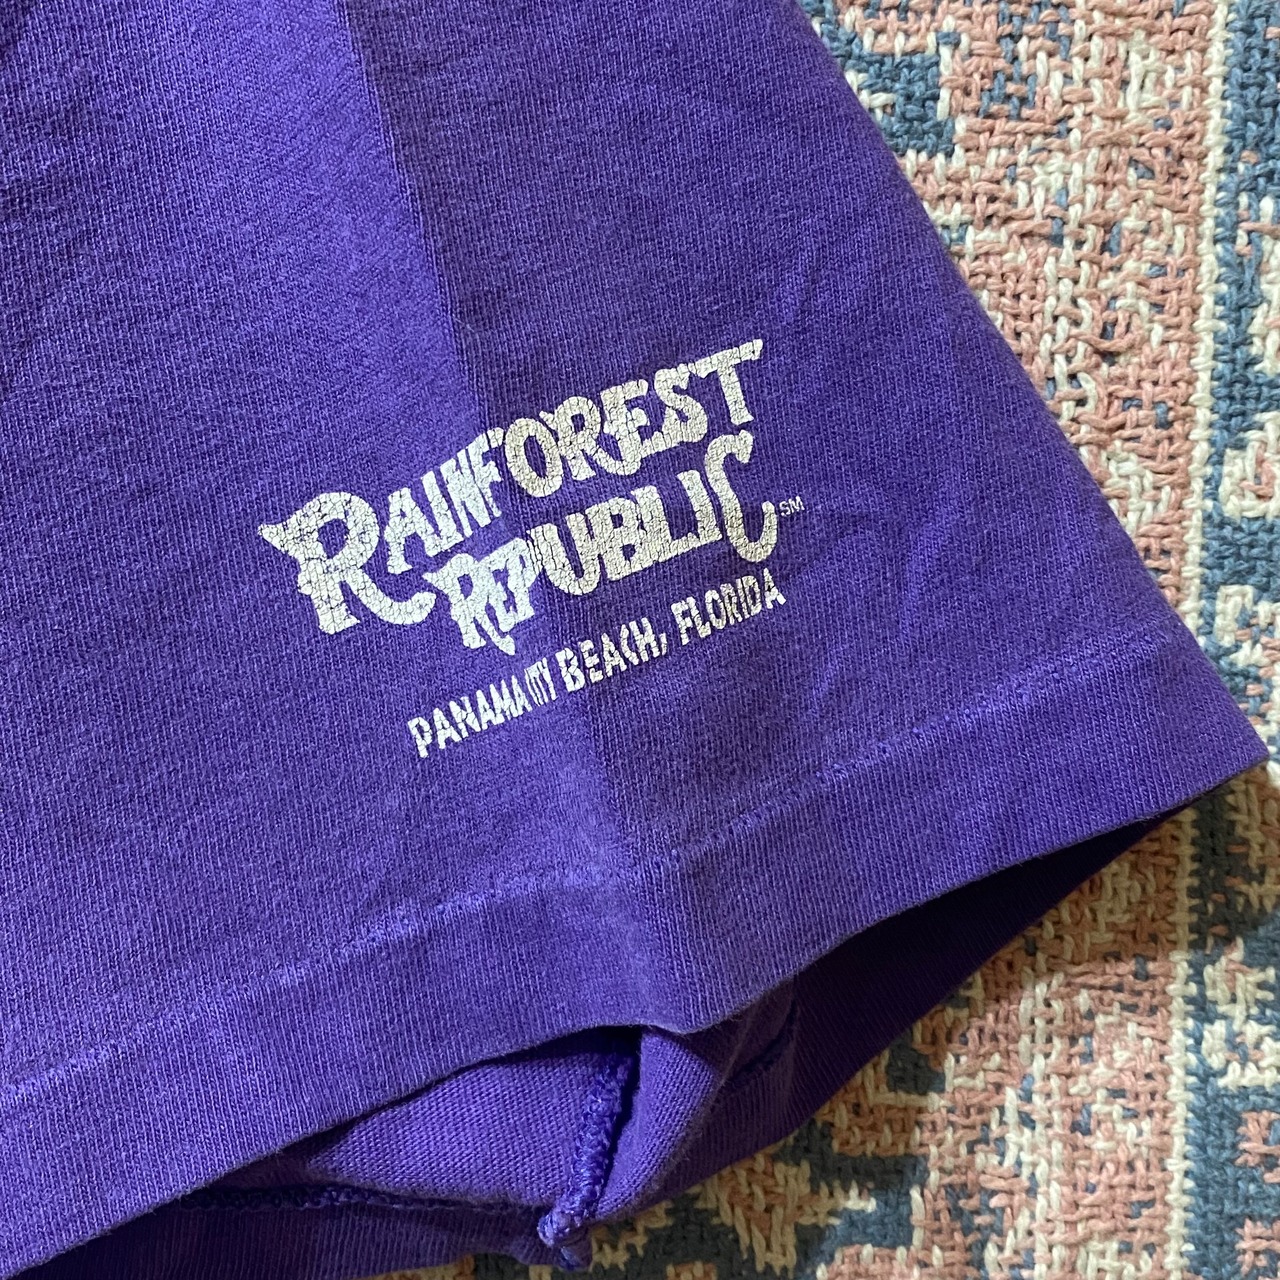 RAINFOREST
REPUBLIC SM
PANAMA CITY BEACH, FLORIDA